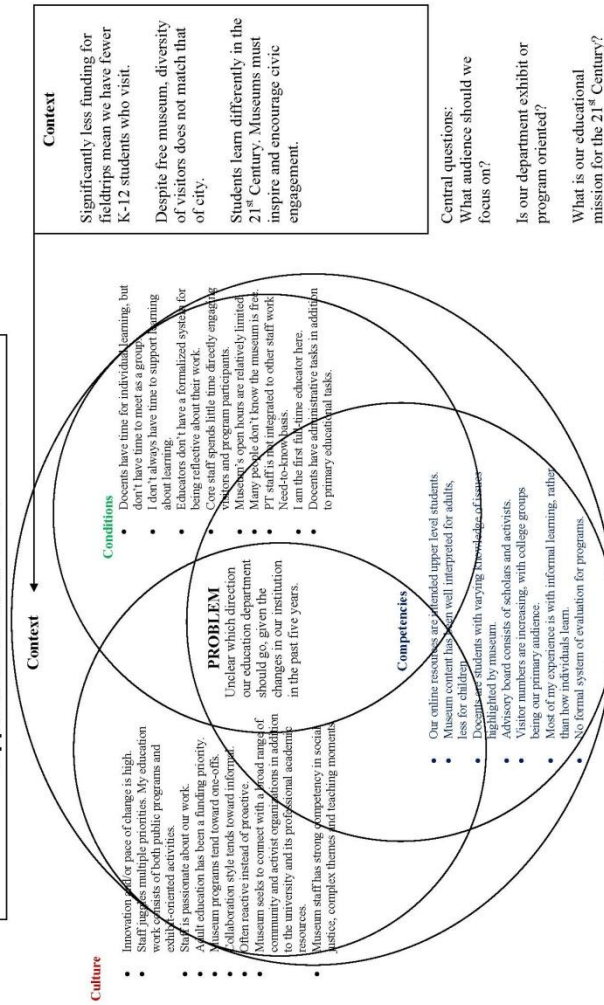 Context
Culture
• Innovation and/or pace of change is high.
• Staff juggles multiple priorities. My education
work consists of both public programs and
exhibit-oriented activities.
• Staff is passionate about our work.
• Adult education has been a funding priority.
• Museum programs tend toward one-offs.
• Collaboration style tends toward informal.
• Often reactive instead of proactive.
• Museum seeks to connect with a broad range of
community and activist organizations in addition
to the university and its professional academic
resources.
• Museum staff has strong competency in social
justice, complex themes and teaching moments
Conditions
• Docents have time for individual learning, but
don't have time to meet as a group.
• I don't always have time to support learning
about learning.
• Educators don't have a formalized system for
being reflective about their work.
• Core staff spends little time directly engaging
visitors and program participants.
• Museum's open hours are relatively limited
• Many people don't know the museum is free.
• PT staff is not integrated to other staff work
Need-to-know basis.
• I am the first full-time educator here.
• Docents have administrative tasks in addition
to primary educational tasks.
PROBLEM
Unclear which direction
our education department
should go, given the
changes in our institution
in the past five years.
Competencies
• Our online resources are intended upper level students.
• Museum content has been well interpreted for adults,
less for children
• Docents are students with varying knowledge of issues
highlighted by museum.
• Advisory board consists of scholars and activists.
• Visitor numbers are increasing, with college groups
being our primary audience.
• Most of my experience is with informal learning, rather
than how individuals learn.
• No formal system of evaluation for programs.
Context
Significantly less funding for
fieldtrips mean we have fewer
K-12 students who visit.
Despite free museum, diversity
of visitors does not match that
of city.
Students learn differently in the
21st Century. Museums must
inspire and encourage civic
engagement.
Central questions:
What audience should we
focus on?
Is our department exhibit or
program oriented?
What is our educational
mission for the 21st Century?